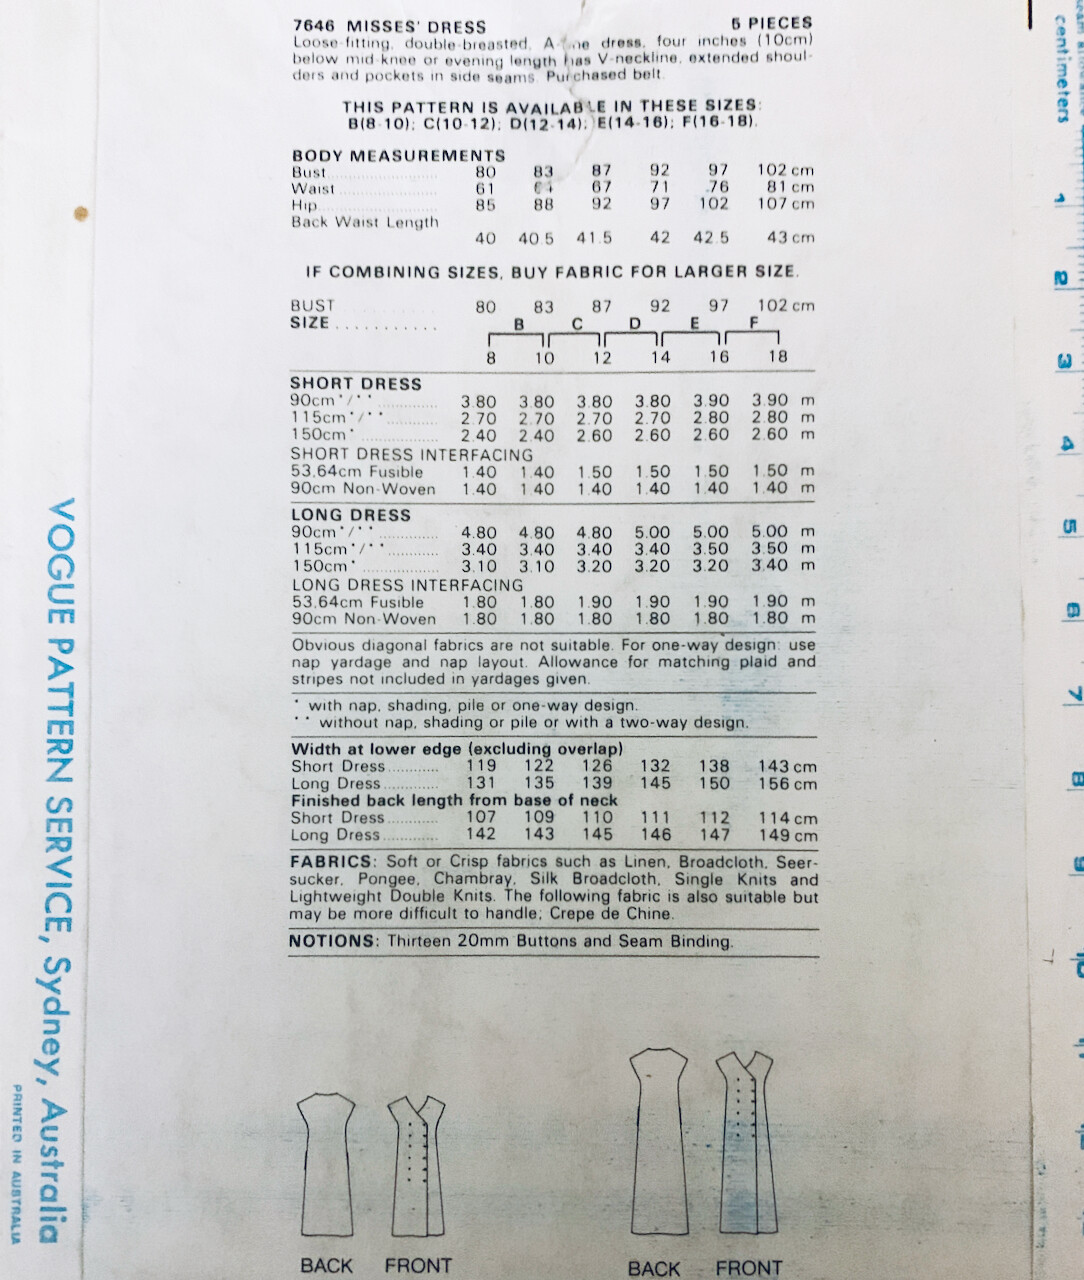 7646 MISSES' DRESS 5 PIECES
Loose-fitting, double-breasted, A-line dress, four inches (10cm)
below mid-knee or evening length has V-neckline, extended shoul-
ders and pockets in side seams. Purchased belt.
THIS PATTERN IS AVAILABLE IN THESE SIZES:
B(8-10); C(10-12); D(12-14); E(14-16); F(16-18).
BODY MEASUREMENTS
Bust 80 83 87 92 97 102 cm
Waist 61 64 67 71 76 81 cm
Hip 85 88 92 97 102 107 cm
Back Waist Length
40 40.5 41.5 42 42.5 43 cm
IF COMBINING SIZES, BUY FABRIC FOR LARGER SIZE.
BUST 80 83 87 92 97 102 cm
SIZE B C D E F
8 10 12 14 16 18
SHORT DRESS
90cm*/** 3.80 3.80 3.80 3.80 3.90 3.90 m
115cm*/** 2.70 2.70 2.70 2.70 2.80 2.80 m
150cm* 2.40 2.40 2.60 2.60 2.60 2.60 m
SHORT DRESS INTERFACING
53,64cm Fusible 1.40 1.40 1.50 1.50 1.50 1.50 m
90cm Non-Woven 1.40 1.40 1.40 1.40 1.40 1.40 m
LONG DRESS
90cm*/** 4.80 4.80 4.80 5.00 5.00 5.00 m
115cm*/** 3.40 3.40 3.40 3.40 3.50 3.50 m
150cm* 3.10 3.10 3.20 3.20 3.20 3.40 m
LONG DRESS INTERFACING
53,64cm Fusible 1.80 1.80 1.90 1.90 1.90 1.90 m
90cm Non-Woven 1.80 1.80 1.80 1.80 1.80 1.80 m
Obvious diagonal fabrics are not suitable. For one-way design: use
nap yardage and nap layout. Allowance for matching plaid and
stripes not included in yardages given.
* with nap, shading, pile or one-way design.
** without nap, shading or pile or with a two-way design.
Width at lower edge (excluding overlap)
Short Dress 119 122 126 132 138 143 cm
Long Dress 131 135 139 145 150 156 cm
Finished back length from base of neck
Short Dress 107 109 110 111 112 114 cm
Long Dress 142 143 145 146 147 149 cm
FABRICS: Soft or Crisp fabrics such as Linen, Broadcloth, Seer-
sucker, Pongee, Chambray, Silk Broadcloth, Single Knits and
Lightweight Double Knits. The following fabric is also suitable but
may be more difficult to handle; Crepe de Chine.
NOTIONS: Thirteen 20mm Buttons and Seam Binding.
BACK FRONT
BACK FRONT
VOGUE PATTERN SERVICE, Sydney, Australia
PRINTED IN AUSTRALIA
centimeters
1
2
3
4
5
6
7
8
9
10